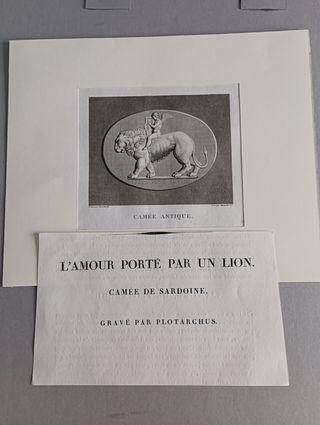 CAMÉE ANTIQUE.
L'AMOUR PORTÉ PAR UN LION.
CAMÉE DE SARDOINE,
GRAVÉ PAR PLOTARCHUS.